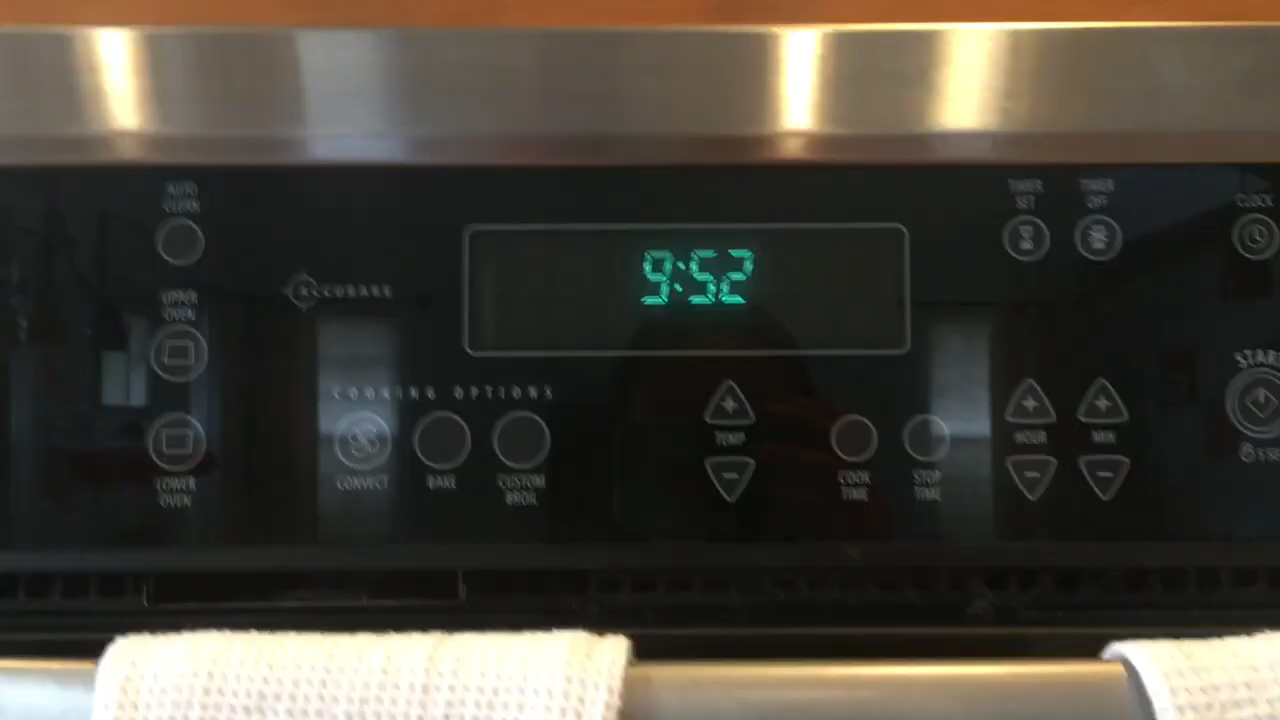 AUTO
CLEAN
TIMER
SET
TIMER
OFF
CLOCK
9:52
UPPER
OVEN
ACCUBAKE
START
COOKING OPTIONS
TEMP
HOUR
MIN
LOWER
OVEN
CONVECT
BAKE
CUSTOM
BROIL
COOK
TIME
STOP
TIME